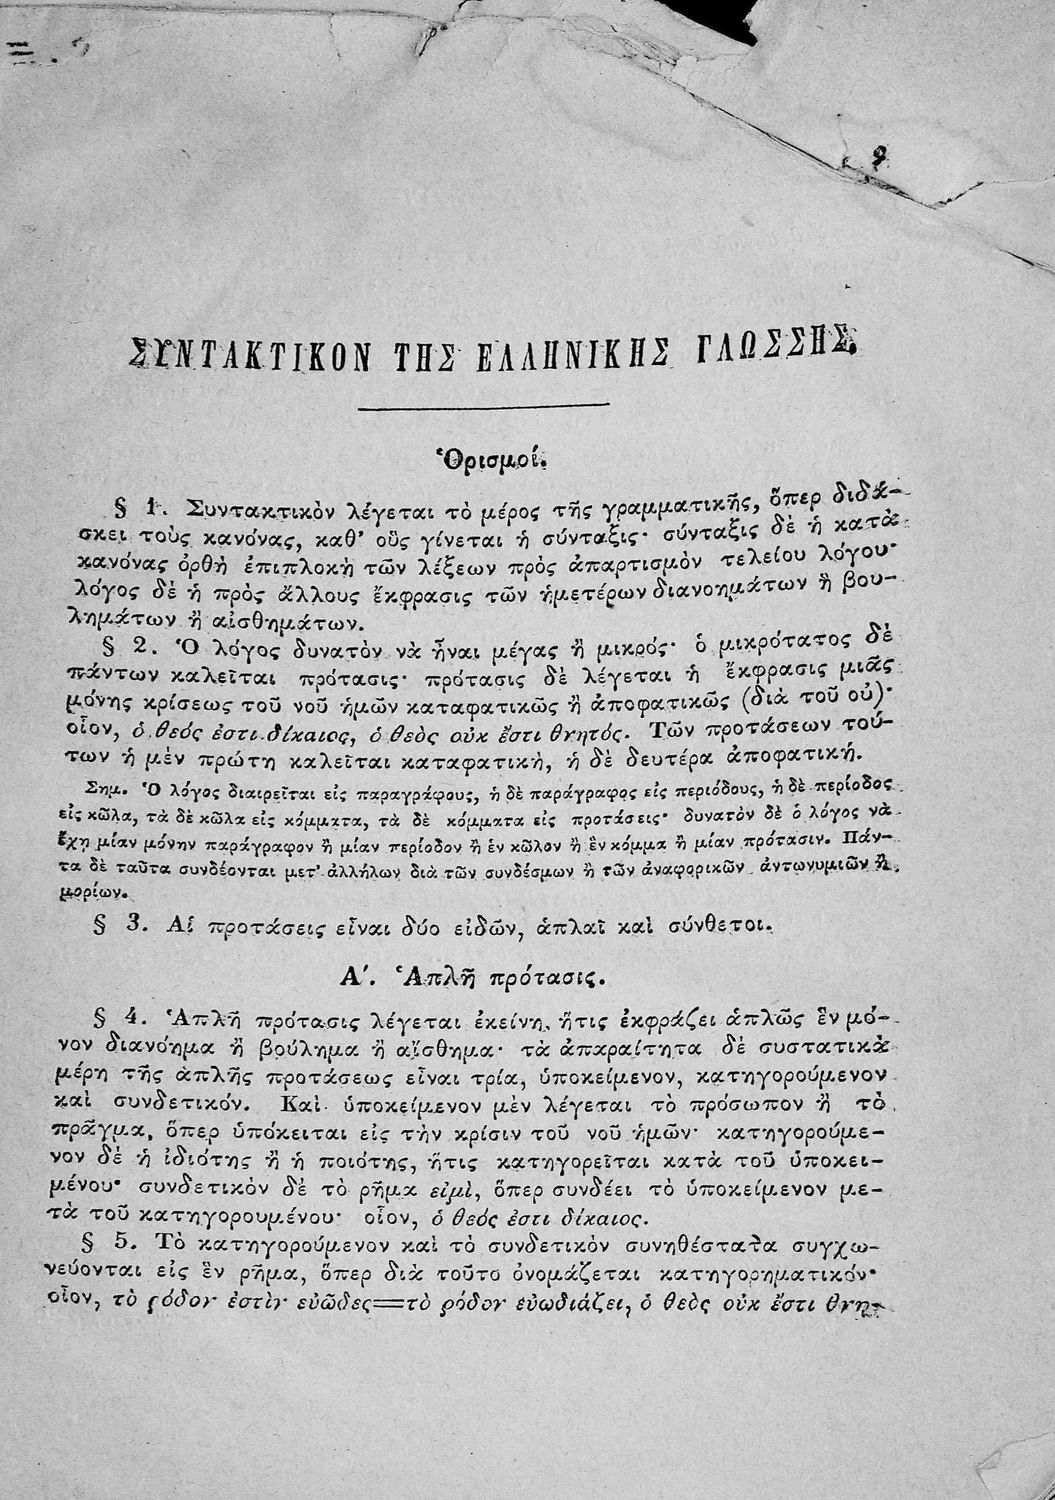 ΣΥΝΤΑΚΤΙΚΟΝ ΤΗΣ ΕΛΛΗΝΙΚΗΣ ΓΛΩΣΣΗΣ.
Ὁρισμοί.
§ 1. Συντακτικὸν λέγεται τὸ μέρος τῆς γραμματικῆς, ὅπερ διδά-
σκει τοὺς κανόνας, καθ’ οὓς γίνεται ἡ σύνταξις· σύνταξις δὲ ἡ κατὰ
κανόνας ὀρθὴ ἐπιπλοκὴ τῶν λέξεων πρὸς ἀπαρτισμὸν τελείου λόγου·
λόγος δὲ ἡ πρὸς ἄλλους ἔκφρασις τῶν ἡμετέρων διανοημάτων ἢ βου-
λημάτων ἢ αἰσθημάτων.
§ 2. Ὁ λόγος δυνατὸν νὰ ἦναι μέγας ἢ μικρός· ὁ μικρότατος δὲ
πάντων καλεῖται πρότασις· πρότασις δὲ λέγεται ἡ ἔκφρασις μιᾶς
μόνης κρίσεως τοῦ νοῦ ἡμῶν καταφατικῶς ἢ ἀποφατικῶς (διὰ τοῦ οὐ)·
οἷον, ὁ θεός ἐστι δίκαιος, ὁ θεὸς οὐκ ἔστι θνητός. Τῶν προτάσεων τού-
των ἡ μὲν πρώτη καλεῖται καταφατικὴ, ἡ δὲ δευτέρα ἀποφατική.
Σημ. Ὁ λόγος διαιρεῖται εἰς παραγράφους, ἡ δὲ παράγραφος εἰς περιόδους, ἡ δὲ περίοδος
εἰς κῶλα, τὰ δὲ κῶλα εἰς κόμματα, τὰ δὲ κόμματα εἰς προτάσεις· δυνατὸν δὲ ὁ λόγος νὰ
ἔχῃ μίαν μόνην παράγραφον ἢ μίαν περίοδον ἢ ἓν κῶλον ἢ ἓν κόμμα ἢ μίαν πρότασιν. Πάν-
τα δὲ ταῦτα συνδέονται μετ’ ἀλλήλων διὰ τῶν συνδέσμων ἢ τῶν ἀναφορικῶν ἀντωνυμιῶν ἢ
μορίων.
§ 3. Αἱ προτάσεις εἶναι δύο εἰδῶν, ἁπλαῖ καὶ σύνθετοι.
Α′. Ἁπλῆ πρότασις.
§ 4. Ἁπλῆ πρότασις λέγεται ἐκείνη, ἥτις ἐκφράζει ἁπλῶς ἓν μό-
νον διανόημα ἢ βούλημα ἢ αἴσθημα· τὰ ἀπαραίτητα δὲ συστατικὰ
μέρη τῆς ἁπλῆς προτάσεως εἶναι τρία, ὑποκείμενον, κατηγορούμενον
καὶ συνδετικόν. Καὶ ὑποκείμενον μὲν λέγεται τὸ πρόσωπον ἢ τὸ
πρᾶγμα, ὅπερ ὑπόκειται εἰς τὴν κρίσιν τοῦ νοῦ ἡμῶν· κατηγορούμε-
νον δὲ ἡ ἰδιότης ἢ ἡ ποιότης, ἥτις κατηγορεῖται κατὰ τοῦ ὑποκει-
μένου· συνδετικὸν δὲ τὸ ρῆμα εἰμὶ, ὅπερ συνδέει τὸ ὑποκείμενον με-
τὰ τοῦ κατηγορουμένου· οἷον, ὁ θεός ἐστι δίκαιος.
§ 5. Τὸ κατηγορούμενον καὶ τὸ συνδετικὸν συνηθέστατα συγχω-
νεύονται εἰς ἓν ρῆμα, ὅπερ διὰ τοῦτο ὀνομάζεται κατηγορηματικόν·
οἷον, τὸ ρόδον ἐστὶν εὐῶδες=τὸ ρόδον εὐωδιάζει, ὁ θεὸς οὐκ ἔστι θνη-